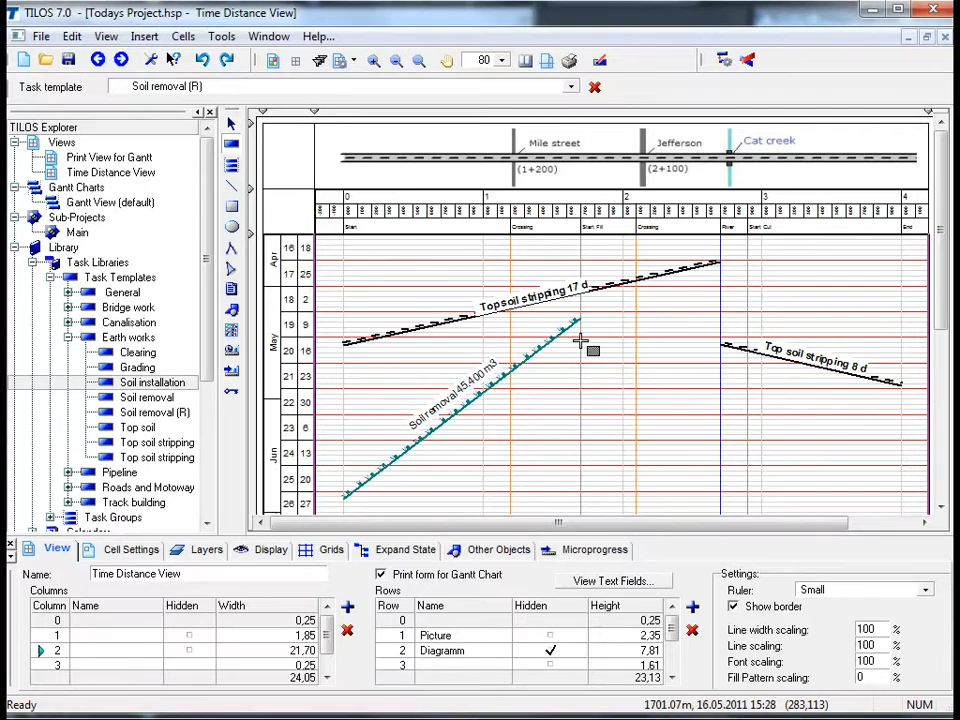 TILOS 7.0 - [Todays Project.hsp - Time Distance View]
File Edit View Insert Cells Tools Window Help...
80
Task template Soil removal (R)
TILOS Explorer
Views
Print View for Gantt
Time Distance View
Gantt Charts
Gantt View (default)
Sub-Projects
Main
Library
Task Libraries
Task Templates
General
Bridge work
Canalisation
Earth works
Clearing
Grading
Soil installation
Soil removal
Soil removal (R)
Top soil
Top soil stripping
Top soil stripping
Pipeline
Roads and Motoway
Track building
Task Groups
Mile street
Jefferson
Cat creek
(1+200)
(2+100)
0 1 2 3 4
Start Crossing Start Fill Crossing River Start Cut End
Apr
May
Jun
16 18
17 25
18 2
19 9
20 16
21 23
22 30
23 6
24 13
25 20
26 27
Top soil stripping 17 d
Soil removal 45.400 m3
Top soil stripping 8 d
View Cell Settings Layers Display Grids Expand State Other Objects Microprogress
Name: Time Distance View
Columns
Column Name Hidden Width
0 0,25
1 1,85
2 21,70
3 0,25
24,05
Print form for Gantt Chart
View Text Fields...
Rows
Row Name Hidden Height
0 0,25
1 Picture 2,35
2 Diagramm 7,81
3 1,61
23,13
Settings:
Ruler: Small
Show border
Line width scaling: 100 %
Line scaling: 100 %
Font scaling: 100 %
Fill Pattern scaling: 0 %
Ready
1701.07m, 16.05.2011 15:28 (283,113)
NUM